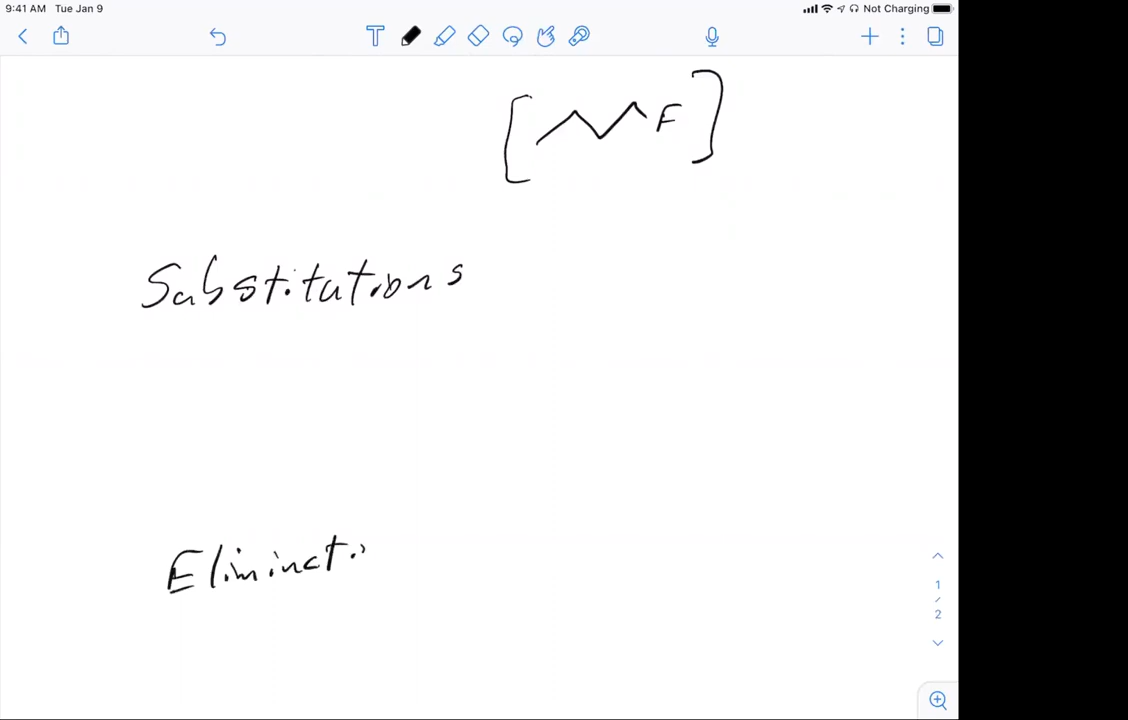 9:41 AM Tue Jan 9
Not Charging
T
F
Substitutions
Eliminati
1
/
2